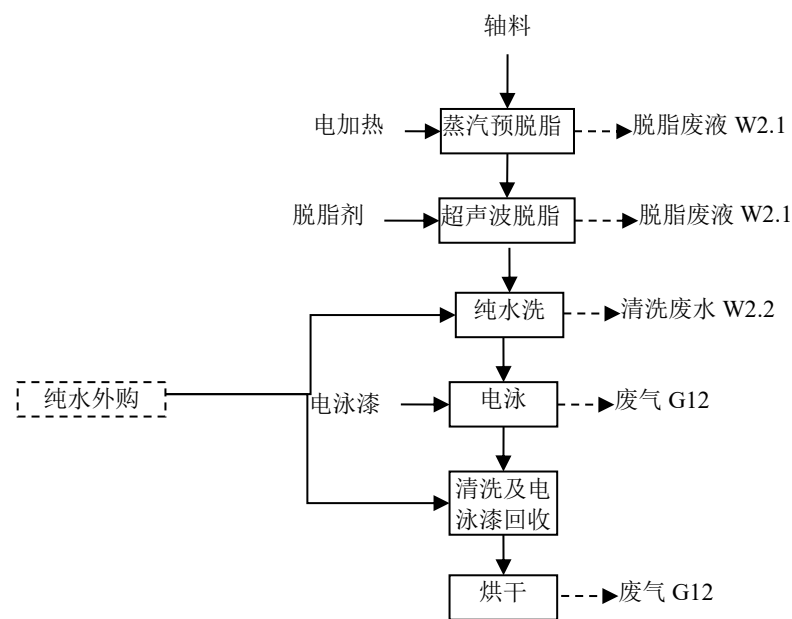 轴料
电加热
蒸汽预脱脂
脱脂废液 W2.1
脱脂剂
超声波脱脂
脱脂废液 W2.1
纯水洗
清洗废水 W2.2
纯水外购
电泳漆
电泳
废气 G12
清洗及电
泳漆回收
烘干
废气 G12